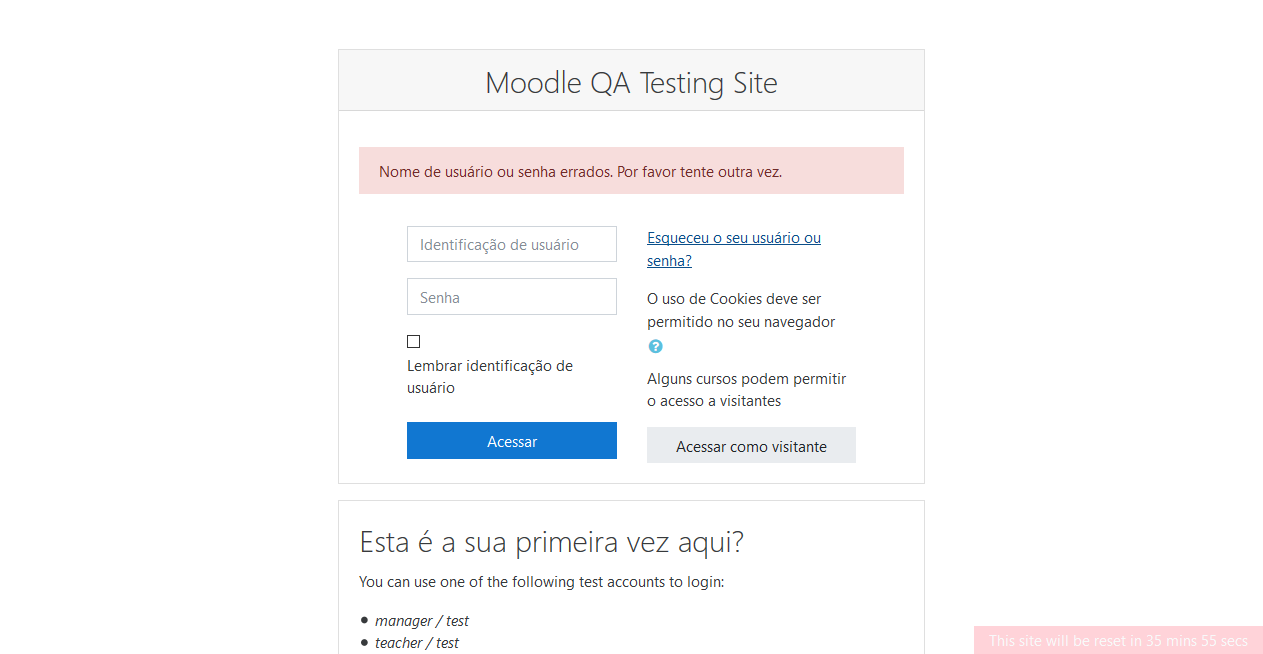 Moodle QA Testing Site
Nome de usuário ou senha errados. Por favor tente outra vez.
Identificação de usuário
Senha
Lembrar identificação de
usuário
Acessar
Esqueceu o seu usuário ou
senha?
O uso de Cookies deve ser
permitido no seu navegador
?
Alguns cursos podem permitir
o acesso a visitantes
Acessar como visitante
Esta é a sua primeira vez aqui?
You can use one of the following test accounts to login:
• manager / test
• teacher / test
This site will be reset in 35 mins 55 secs